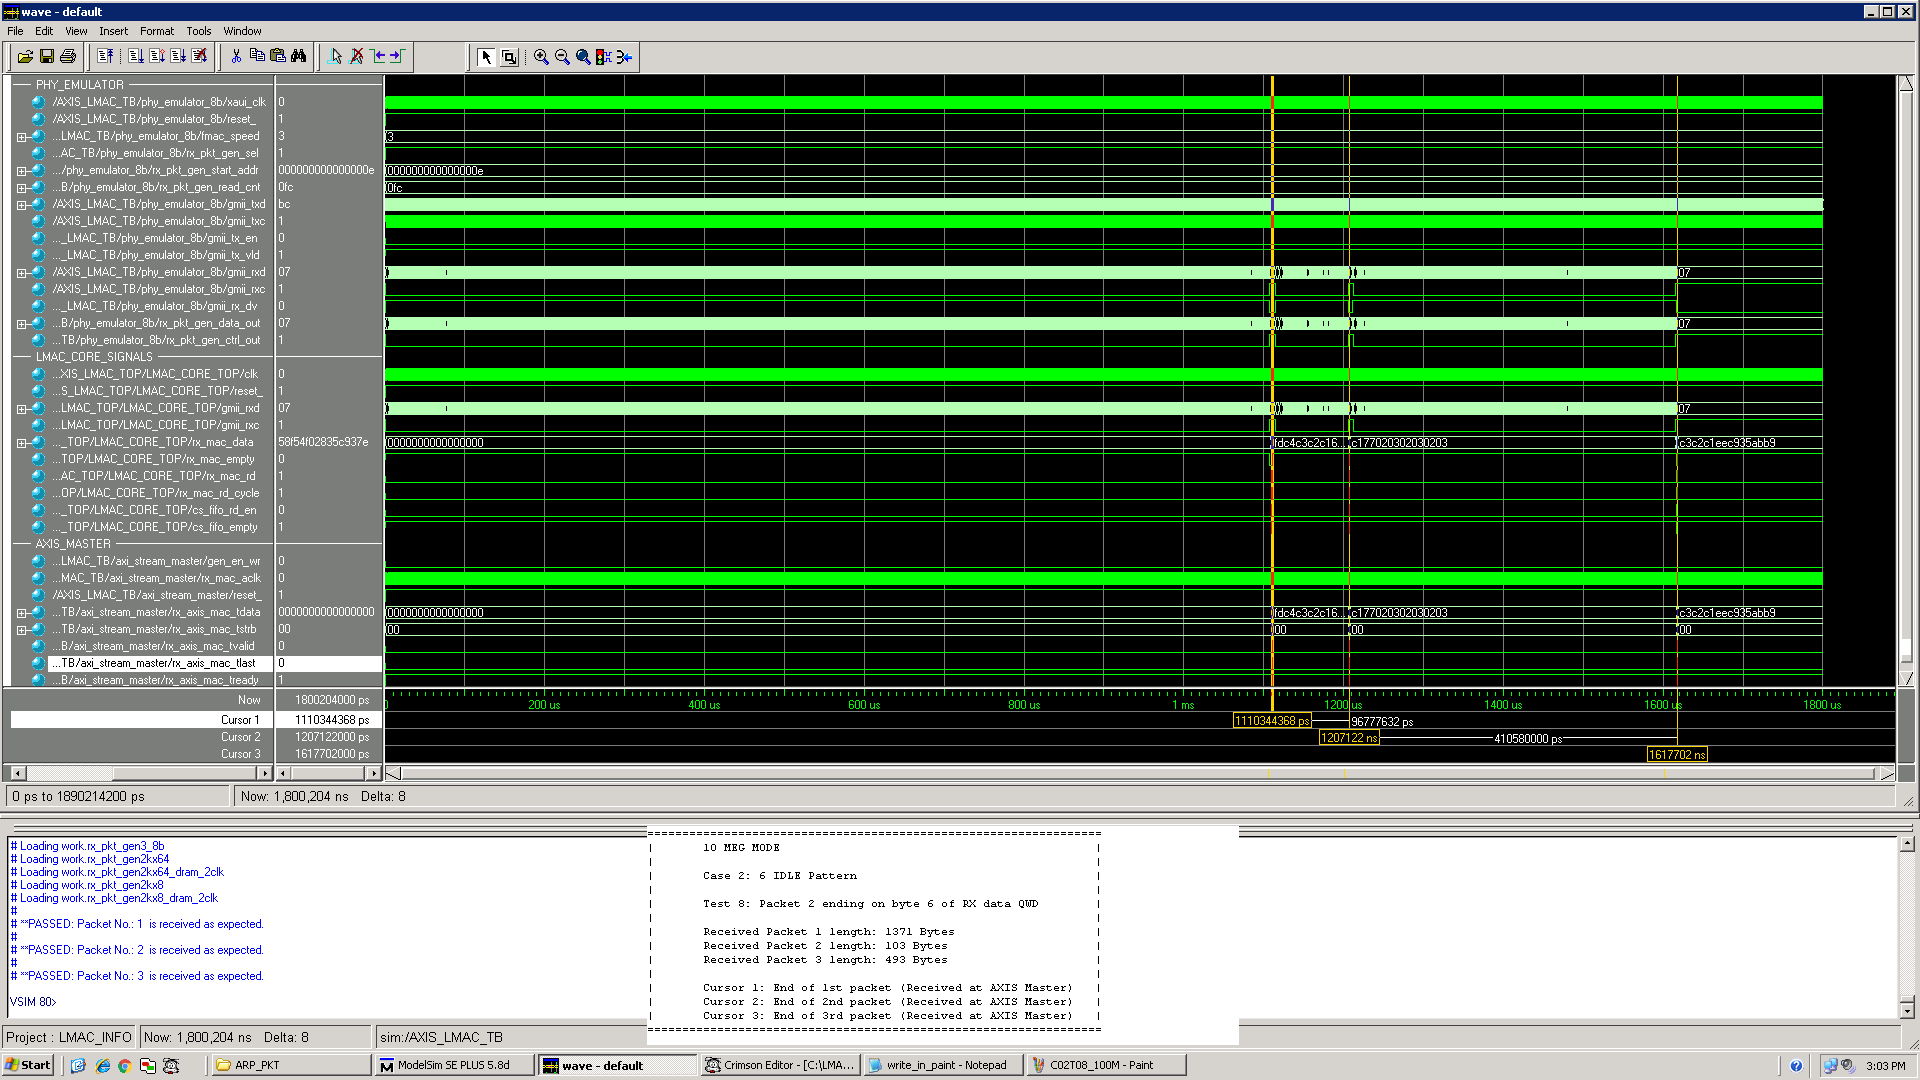 wave - default
File Edit View Insert Format Tools Window
PHY_EMULATOR
/AXIS_LMAC_TB/phy_emulator_8b/xaui_clk 0
/AXIS_LMAC_TB/phy_emulator_8b/reset_ 1
...LMAC_TB/phy_emulator_8b/fmac_speed 3 3
...AC_TB/phy_emulator_8b/rx_pkt_gen_sel 1
.../phy_emulator_8b/rx_pkt_gen_start_addr 000000000000000e 000000000000000e
...B/phy_emulator_8b/rx_pkt_gen_read_cnt 0fc 0fc
/AXIS_LMAC_TB/phy_emulator_8b/gmii_txd bc
/AXIS_LMAC_TB/phy_emulator_8b/gmii_txc 1
..._LMAC_TB/phy_emulator_8b/gmii_tx_en 0
..._LMAC_TB/phy_emulator_8b/gmii_tx_vld 1
/AXIS_LMAC_TB/phy_emulator_8b/gmii_rxd 07 07
/AXIS_LMAC_TB/phy_emulator_8b/gmii_rxc 1
..._LMAC_TB/phy_emulator_8b/gmii_rx_dv 0
...B/phy_emulator_8b/rx_pkt_gen_data_out 07 07
...TB/phy_emulator_8b/rx_pkt_gen_ctrl_out 1
LMAC_CORE_SIGNALS
...XIS_LMAC_TOP/LMAC_CORE_TOP/clk 0
...S_LMAC_TOP/LMAC_CORE_TOP/reset_ 1
...LMAC_TOP/LMAC_CORE_TOP/gmii_rxd 07 07
...LMAC_TOP/LMAC_CORE_TOP/gmii_rxc 1
..._TOP/LMAC_CORE_TOP/rx_mac_data 58f54f02835c937e 0000000000000000 fdc4c3c2c16... c177020302030203 c3c2c1eec935abb9
...TOP/LMAC_CORE_TOP/rx_mac_empty 0
...AC_TOP/LMAC_CORE_TOP/rx_mac_rd 1
...OP/LMAC_CORE_TOP/rx_mac_rd_cycle 1
..._TOP/LMAC_CORE_TOP/cs_fifo_rd_en 0
..._TOP/LMAC_CORE_TOP/cs_fifo_empty 1
AXIS_MASTER
...LMAC_TB/axi_stream_master/gen_en_wr 0
...MAC_TB/axi_stream_master/rx_mac_aclk 0
/AXIS_LMAC_TB/axi_stream_master/reset_ 1
...TB/axi_stream_master/rx_axis_mac_tdata 0000000000000000 0000000000000000 fdc4c3c2c16... c177020302030203 c3c2c1eec935abb9
...TB/axi_stream_master/rx_axis_mac_tstrb 00 00 00 00 00
...B/axi_stream_master/rx_axis_mac_tvalid 0
...TB/axi_stream_master/rx_axis_mac_tlast 0
...B/axi_stream_master/rx_axis_mac_tready 1
Now 1800204000 ps 0 200 us 400 us 600 us 800 us 1 ms 1200 us 1400 us 1600 us 1800 us
Cursor 1 1110344368 ps 1110344368 ps 96777632 ps
Cursor 2 1207122000 ps 1207122 ns 410580000 ps
Cursor 3 1617702000 ps 1617702 ns
0 ps to 1890214200 ps Now: 1,800,204 ns Delta: 8
# Loading work.rx_pkt_gen3_8b
# Loading work.rx_pkt_gen2kx64
# Loading work.rx_pkt_gen2kx64_dram_2clk
# Loading work.rx_pkt_gen2kx8
# Loading work.rx_pkt_gen2kx8_dram_2clk
#
# **PASSED: Packet No.: 1 is received as expected.
#
# **PASSED: Packet No.: 2 is received as expected.
#
# **PASSED: Packet No.: 3 is received as expected.
VSIM 80>
10 MEG MODE
Case 2: 6 IDLE Pattern
Test 8: Packet 2 ending on byte 6 of RX data QWD
Received Packet 1 length: 1371 Bytes
Received Packet 2 length: 103 Bytes
Received Packet 3 length: 493 Bytes
Cursor 1: End of 1st packet (Received at AXIS Master)
Cursor 2: End of 2nd packet (Received at AXIS Master)
Cursor 3: End of 3rd packet (Received at AXIS Master)
Project : LMAC_INFO Now: 1,800,204 ns Delta: 8 sim:/AXIS_LMAC_TB
Start ARP_PKT ModelSim SE PLUS 5.8d wave - default Crimson Editor - [C:\LMA... write_in_paint - Notepad C02T08_100M - Paint 3:03 PM